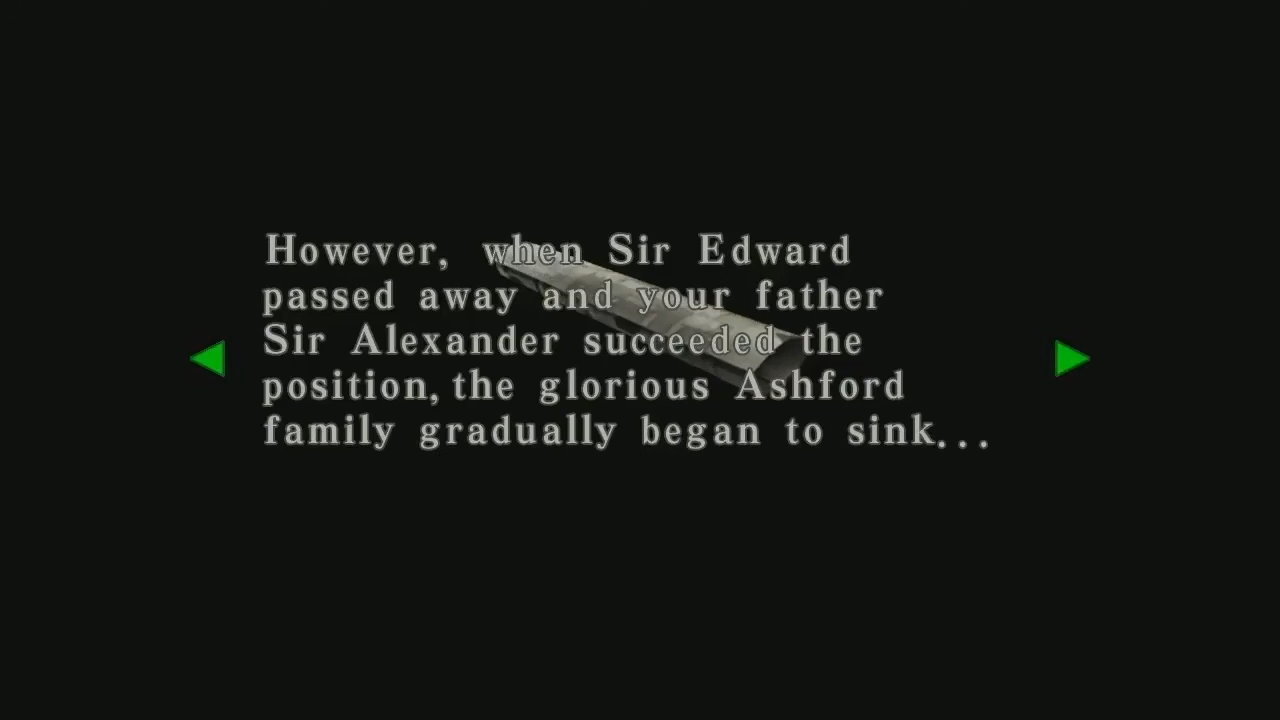 However, when Sir Edward
passed away and your father
Sir Alexander succeeded the
position, the glorious Ashford
family gradually began to sink...